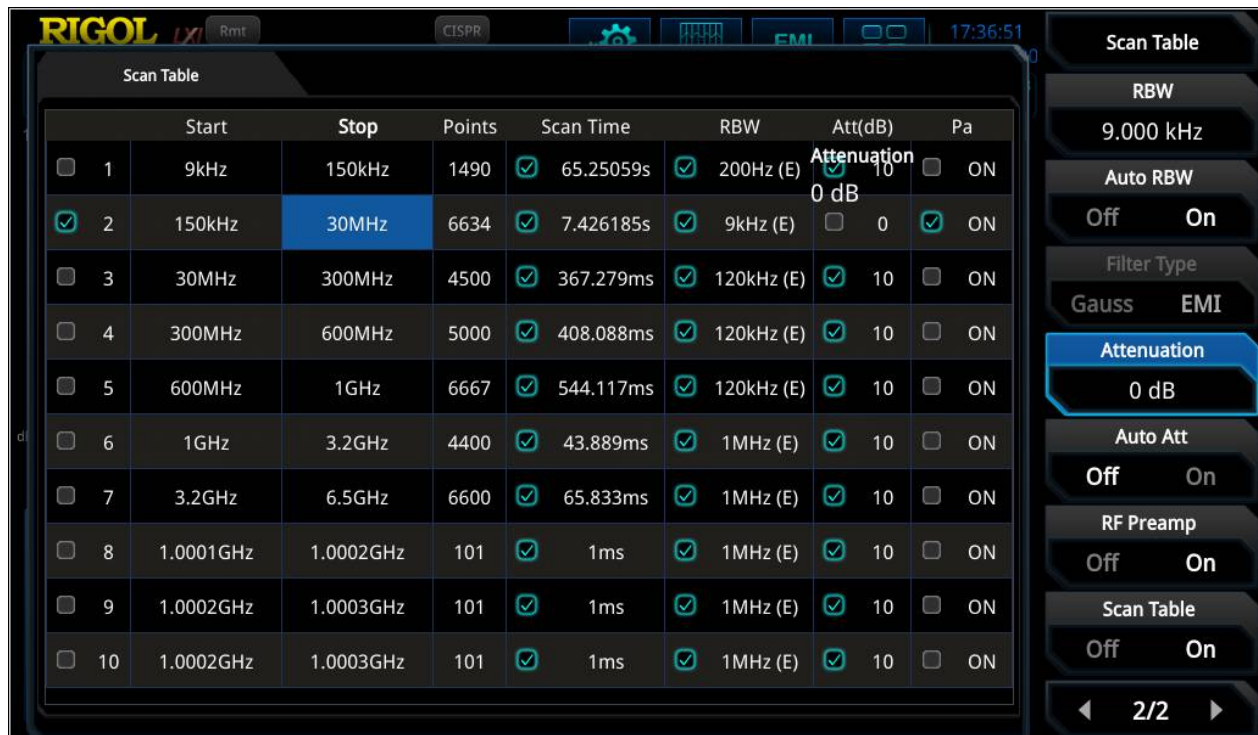 RIGOL LXI Rmt CISPR EMI 17:36:51
Scan Table
Start Stop Points Scan Time RBW Att(dB) Pa
1 9kHz 150kHz 1490 65.25059s 200Hz (E) 10 ON
Attenuation
0 dB
2 150kHz 30MHz 6634 7.426185s 9kHz (E) 0 ON
3 30MHz 300MHz 4500 367.279ms 120kHz (E) 10 ON
4 300MHz 600MHz 5000 408.088ms 120kHz (E) 10 ON
5 600MHz 1GHz 6667 544.117ms 120kHz (E) 10 ON
6 1GHz 3.2GHz 4400 43.889ms 1MHz (E) 10 ON
7 3.2GHz 6.5GHz 6600 65.833ms 1MHz (E) 10 ON
8 1.0001GHz 1.0002GHz 101 1ms 1MHz (E) 10 ON
9 1.0002GHz 1.0003GHz 101 1ms 1MHz (E) 10 ON
10 1.0002GHz 1.0003GHz 101 1ms 1MHz (E) 10 ON
Scan Table
RBW
9.000 kHz
Auto RBW
Off On
Filter Type
Gauss EMI
Attenuation
0 dB
Auto Att
Off On
RF Preamp
Off On
Scan Table
Off On
2/2